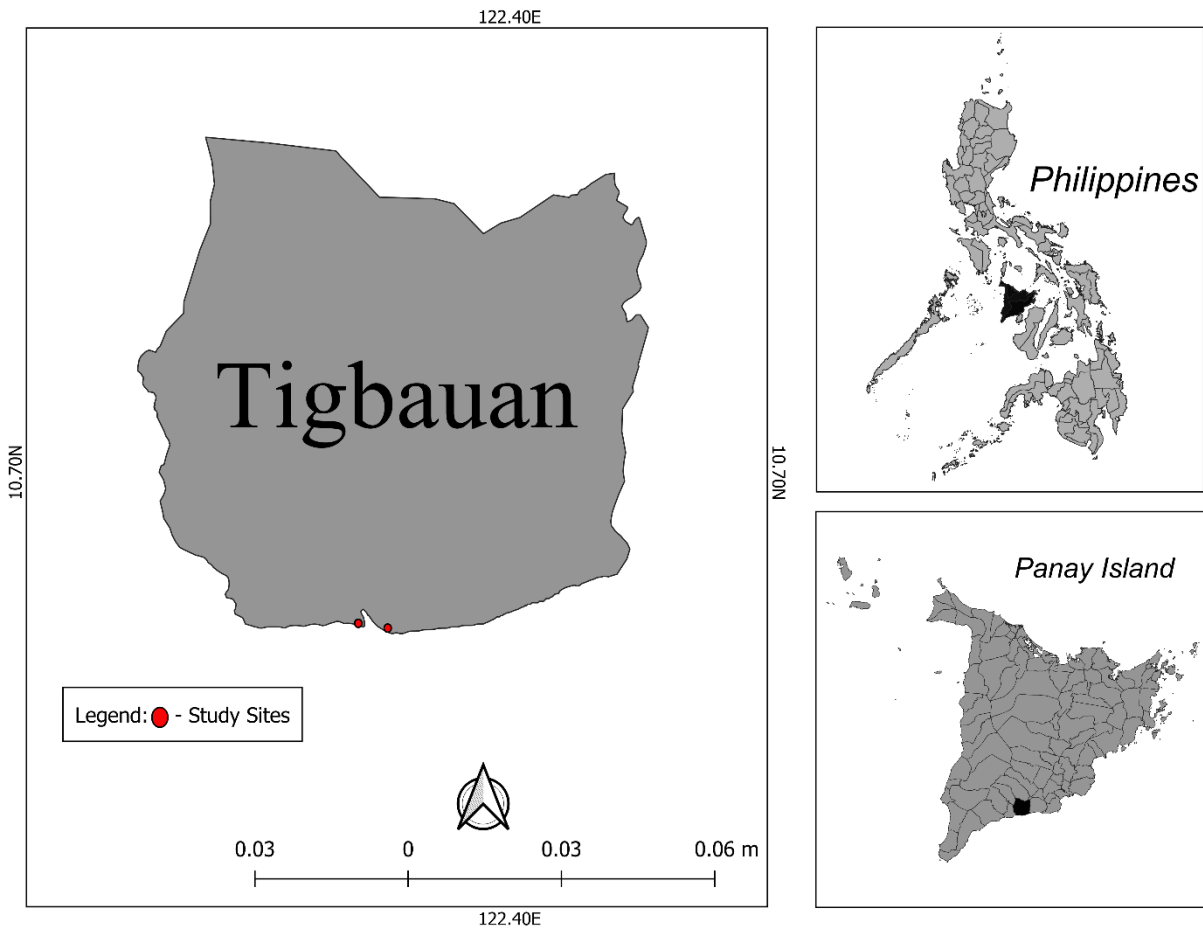 122.40E
10.70N
Tigbauan
10.70N
Legend: - Study Sites
0.03 0 0.03 0.06 m
122.40E
Philippines
Panay Island